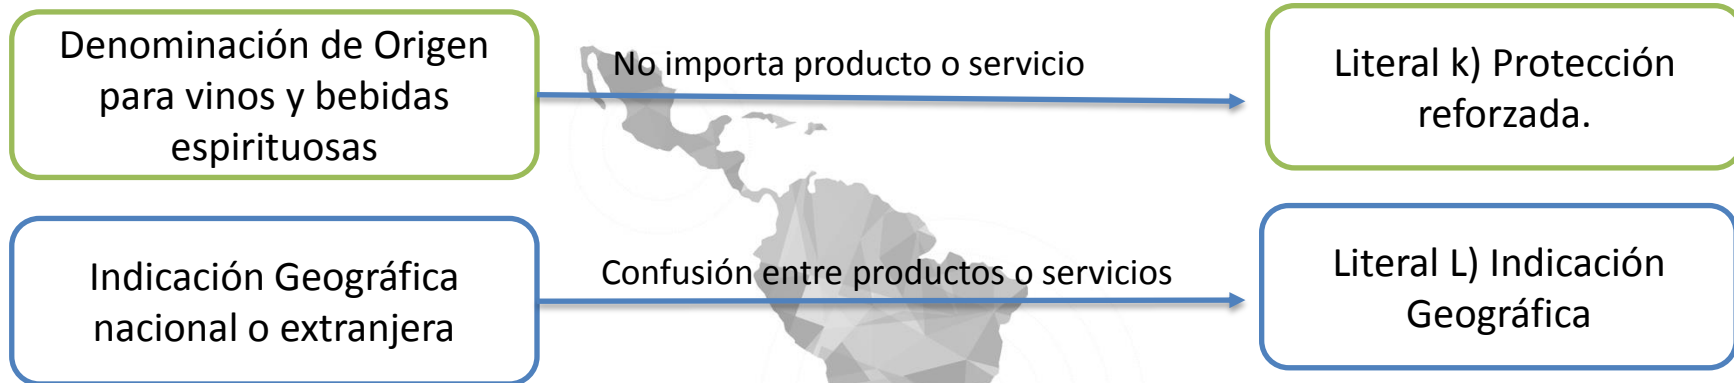 Denominación de Origen
para vinos y bebidas
espirituosas
No importa producto o servicio
Literal k) Protección
reforzada.
Indicación Geográfica
nacional o extranjera
Confusión entre productos o servicios
Literal L) Indicación
Geográfica